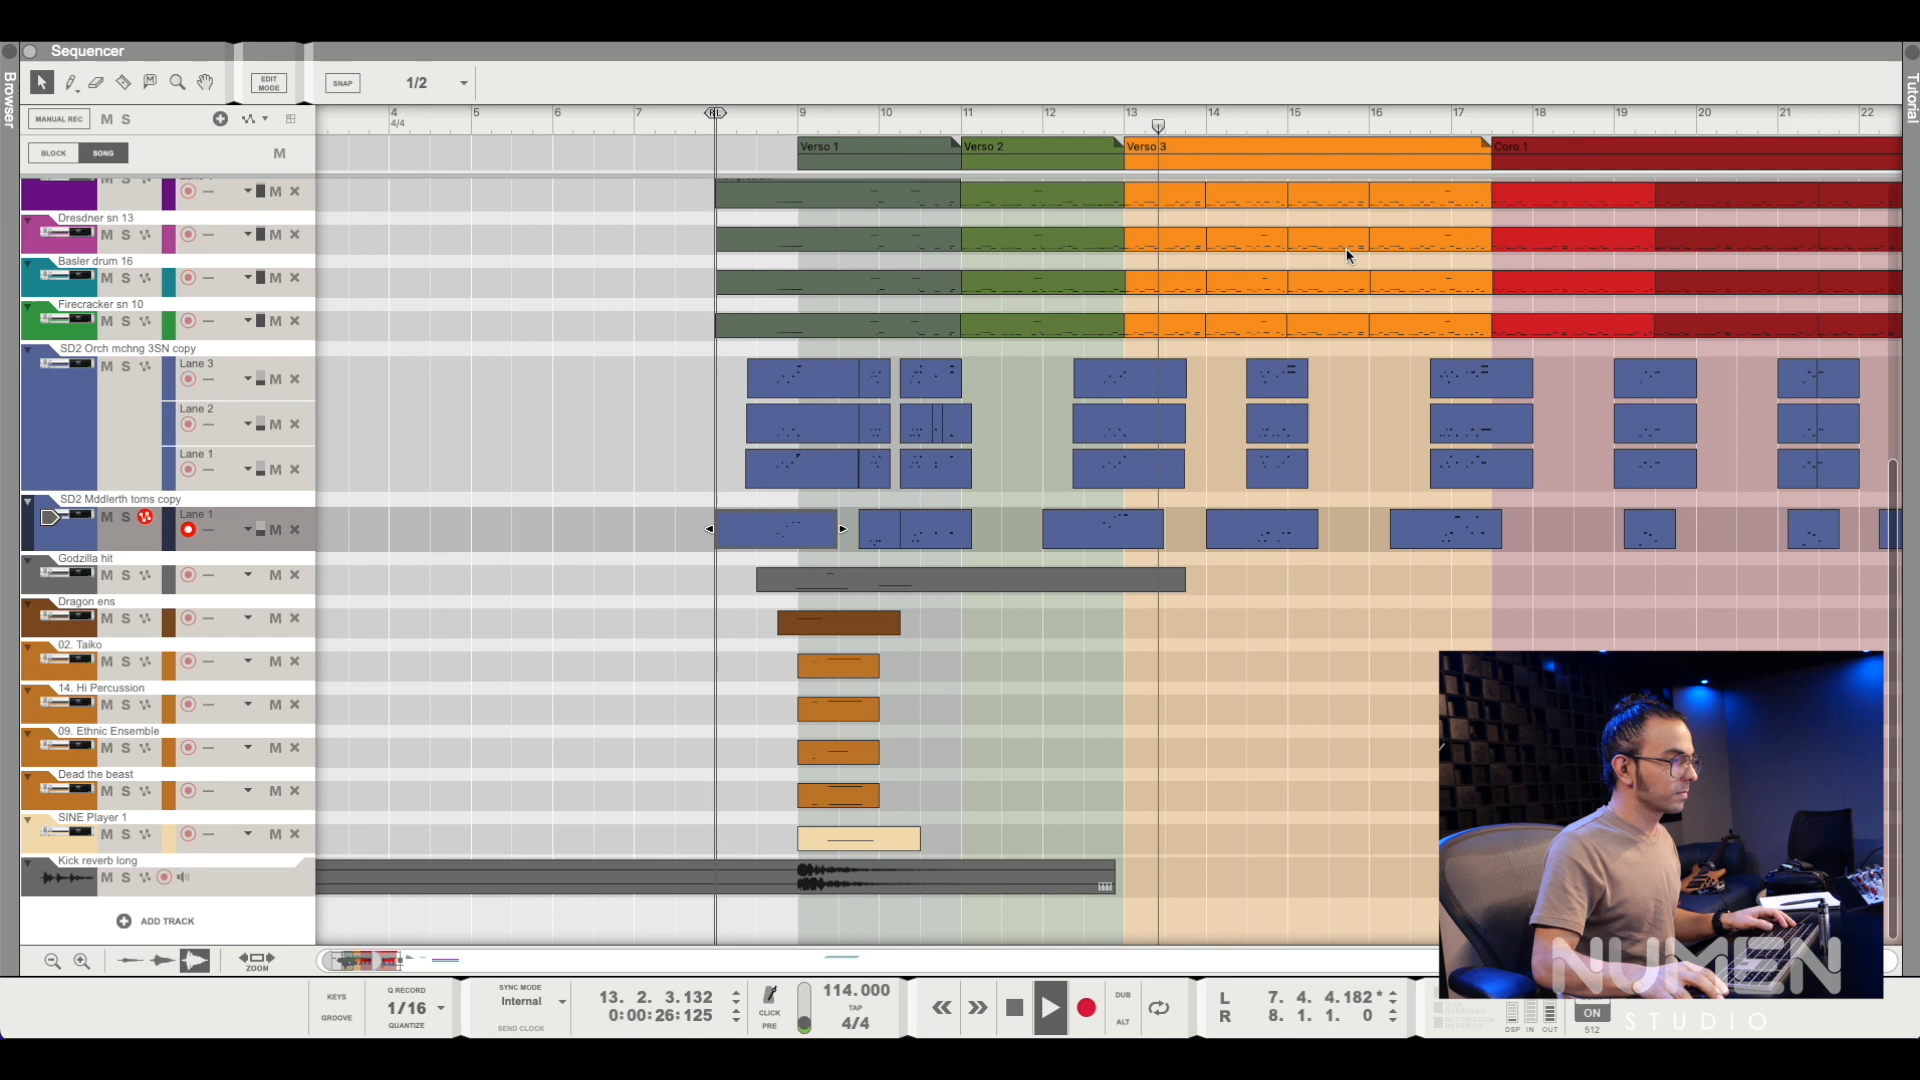 Sequencer
Browser
Tutorial
EDIT
MODE
SNAP
1/2
MANUAL REC
M S
4
4/4
5
6
7
9
10
11
12
13
14
15
16
17
18
19
20
21
22
BLOCK
SONG
M
Verso 1
Verso 2
Verso 3
Coro 1
M
Dresdner sn 13
M S
M
Basler drum 16
M S
M
Firecracker sn 10
M S
M
SD2 Orch mchng 3SN copy
M S
Lane 3
M
Lane 2
M
Lane 1
M
SD2 Mddlerth toms copy
M S
Lane 1
M
Godzilla hit
M S
M
Dragon ens
M S
M
02. Taiko
M S
M
14. Hi Percussion
M S
M
09. Ethnic Ensemble
M S
M
Dead the beast
M S
M
SINE Player 1
M S
M
Kick reverb long
M S
ADD TRACK
ZOOM
KEYS
GROOVE
Q RECORD
1/16
QUANTIZE
SYNC MODE
Internal
SEND CLOCK
13. 2. 3.132
0:00:26:125
CLICK
PRE
114.000
TAP
4/4
DUB
ALT
L 7. 4. 4.182 *
R 8. 1. 1. 0
DSP IN OUT
ON
512
NUMEN
STUDIO